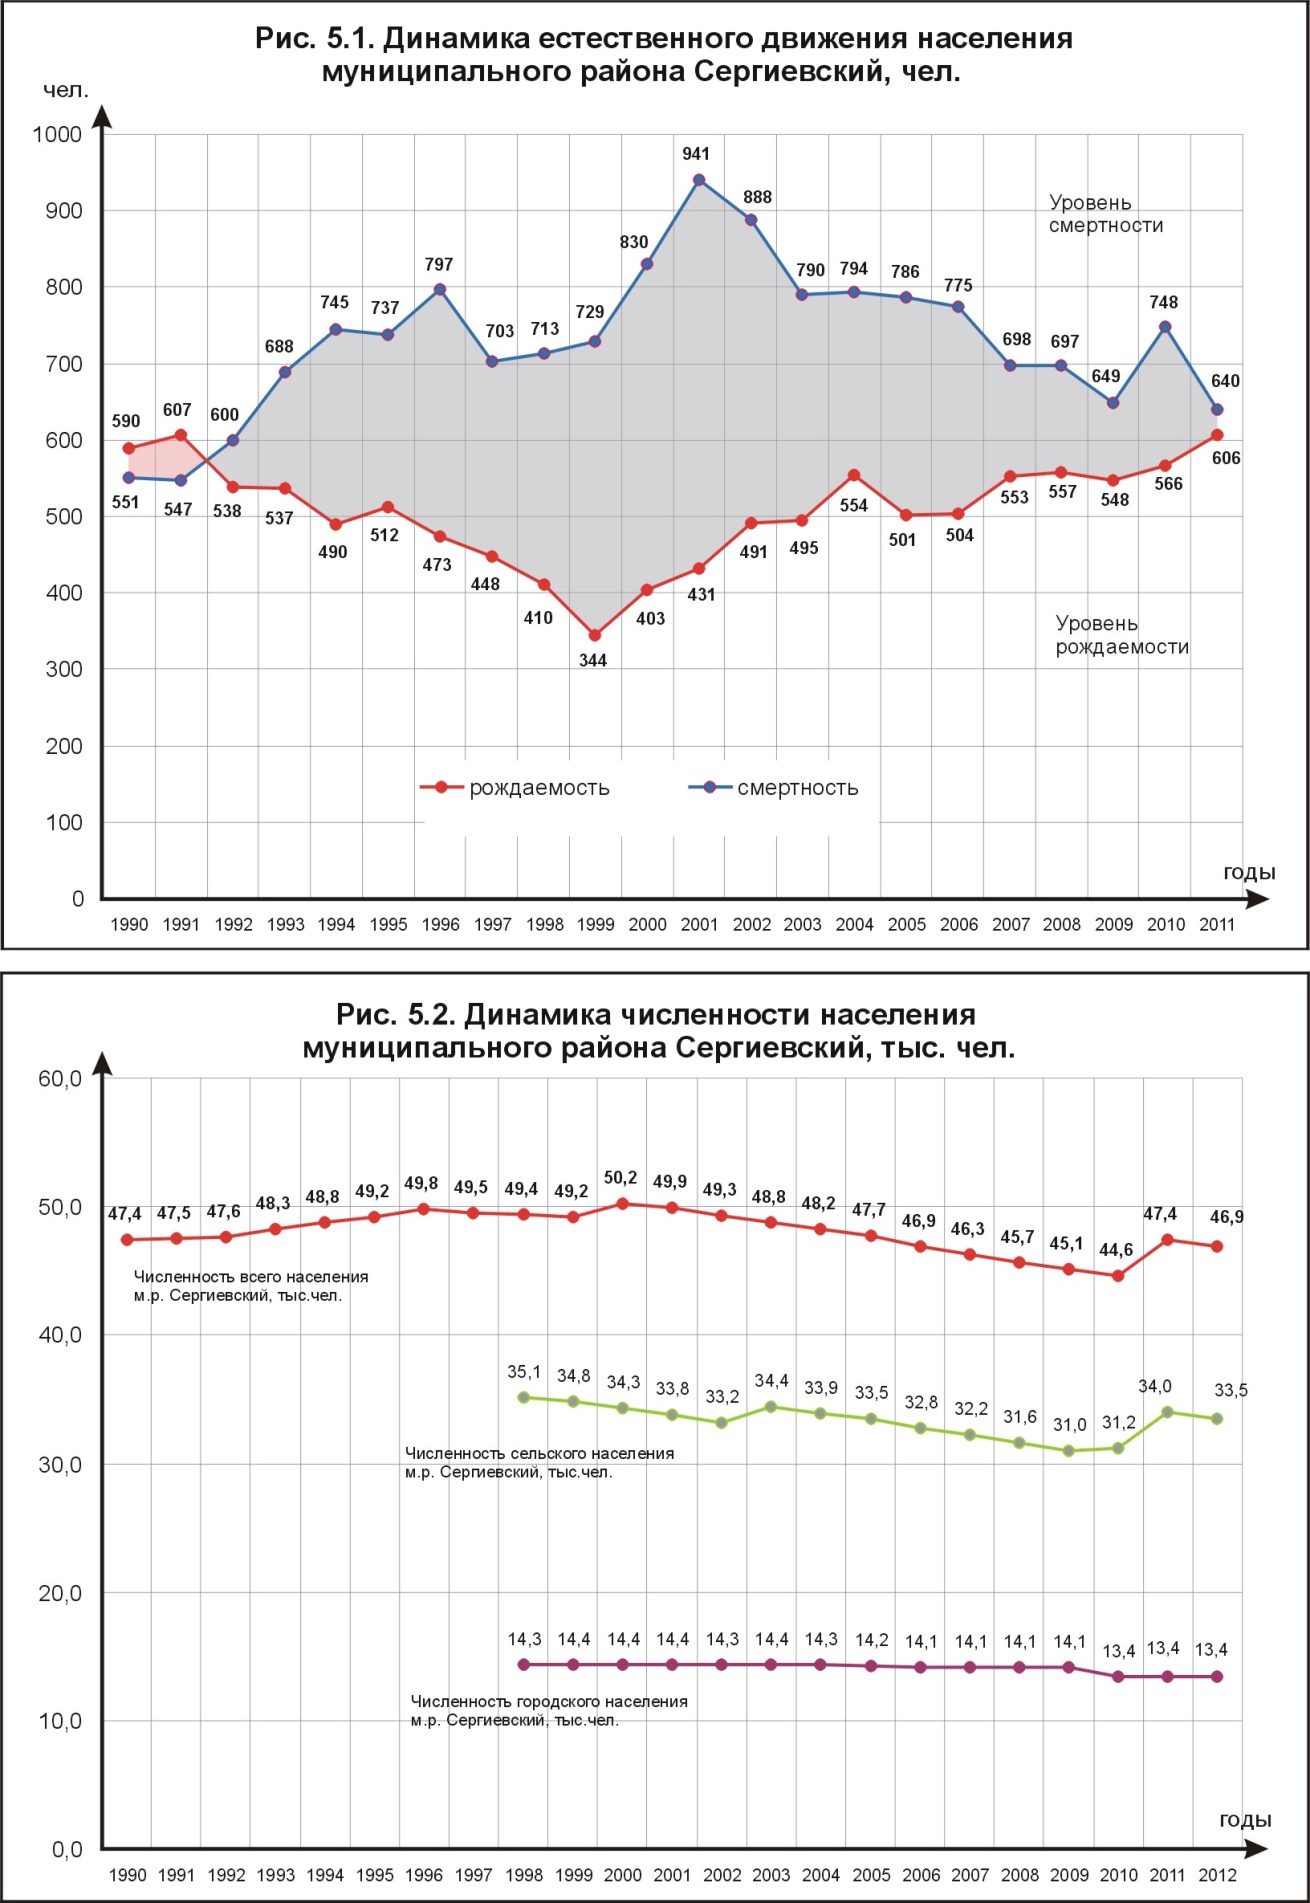 Рис. 5.1. Динамика естественного движения населения
муниципального района Сергиевский, чел.
чел.
1000
900
800
700
600
500
400
300
200
100
0
941
888
830
797
790 794 786 775
745 737 729 748
703 713
688 698 697
649 640
590 607 600
551 547 538 537
490 512 473 448 410 344 403 431 491 495 554 501 504 553 557 548 566 606
Уровень
смертности
Уровень
рождаемости
рождаемость смертность
годы
1990 1991 1992 1993 1994 1995 1996 1997 1998 1999 2000 2001 2002 2003 2004 2005 2006 2007 2008 2009 2010 2011
Рис. 5.2. Динамика численности населения
муниципального района Сергиевский, тыс. чел.
60,0
50,0
40,0
30,0
20,0
10,0
0,0
47,4 47,5 47,6 48,3 48,8 49,2 49,8 49,5 49,4 49,2 50,2 49,9 49,3 48,8 48,2 47,7 46,9 46,3 45,7 45,1 44,6 47,4 46,9
Численность всего населения
м.р. Сергиевский, тыс.чел.
35,1 34,8 34,3 33,8 33,2 34,4 33,9 33,5 32,8 32,2 31,6 31,0 31,2 34,0 33,5
Численность сельского населения
м.р. Сергиевский, тыс.чел.
14,3 14,4 14,4 14,4 14,3 14,4 14,3 14,2 14,1 14,1 14,1 14,1 13,4 13,4 13,4
Численность городского населения
м.р. Сергиевский, тыс.чел.
годы
1990 1991 1992 1993 1994 1995 1996 1997 1998 1999 2000 2001 2002 2003 2004 2005 2006 2007 2008 2009 2010 2011 2012